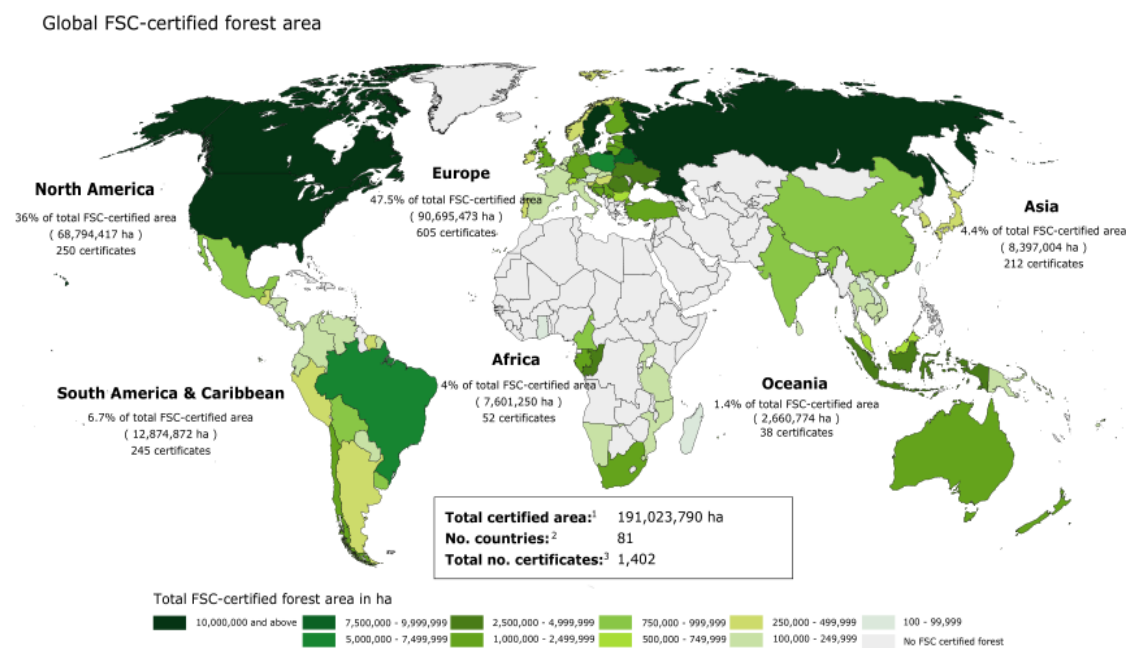 Global FSC-certified forest area
North America
36% of total FSC-certified area
( 68,794,417 ha )
250 certificates
Europe
47.5% of total FSC-certified area
( 90,695,473 ha )
605 certificates
Asia
4.4% of total FSC-certified area
( 8,397,004 ha )
212 certificates
South America & Caribbean
6.7% of total FSC-certified area
( 12,874,872 ha )
245 certificates
Africa
4% of total FSC-certified area
( 7,601,250 ha )
52 certificates
Oceania
1.4% of total FSC-certified area
( 2,660,774 ha )
38 certificates
Total certified area:¹ 191,023,790 ha
No. countries:² 81
Total no. certificates:³ 1,402
Total FSC-certified forest area in ha
10,000,000 and above 7,500,000 - 9,999,999 2,500,000 - 4,999,999 750,000 - 999,999 250,000 - 499,999 100 - 99,999
5,000,000 - 7,499,999 1,000,000 - 2,499,999 500,000 - 749,999 100,000 - 249,999 No FSC certified forest